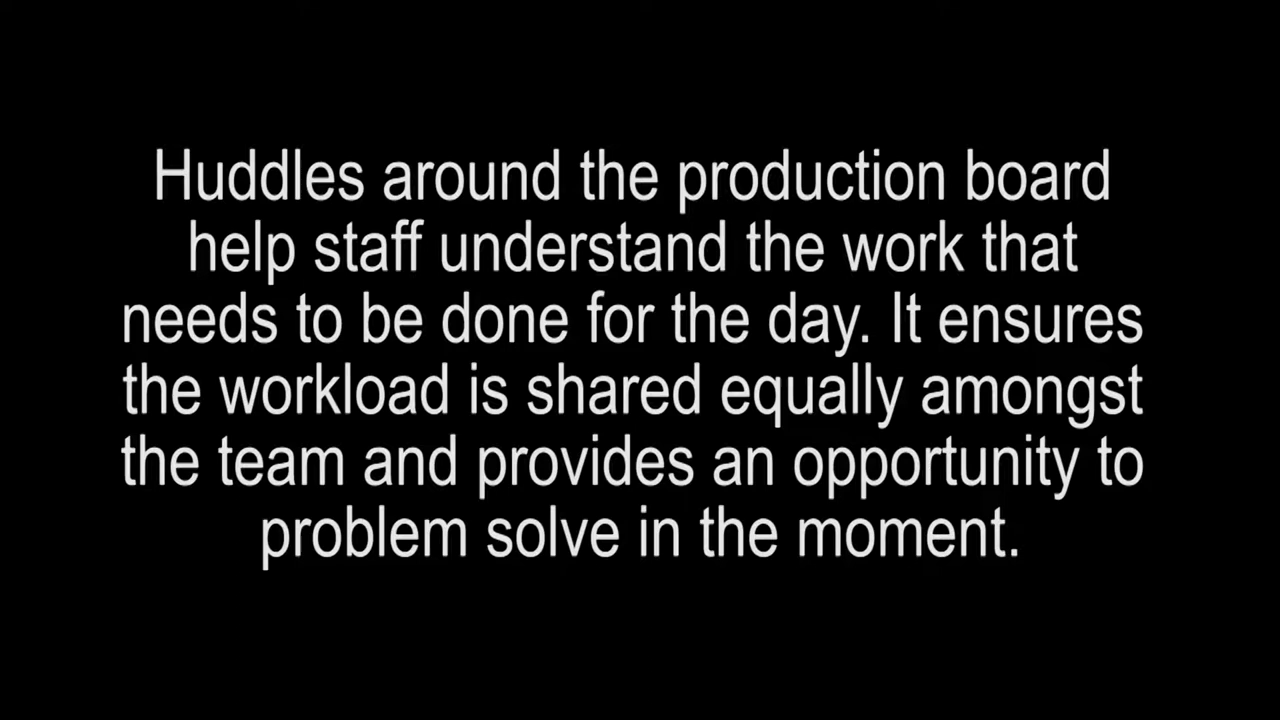 Huddles around the production board
help staff understand the work that
needs to be done for the day. It ensures
the workload is shared equally amongst
the team and provides an opportunity to
problem solve in the moment.